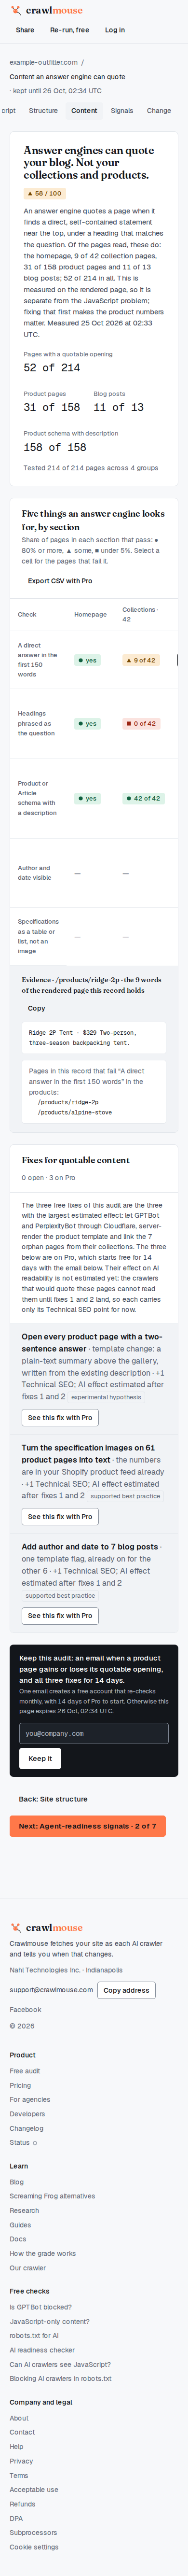 crawlmouse
Share Re-run, free Log in
example-outfitter.com /
Content an answer engine can quote
· kept until 26 Oct, 02:34 UTC
cript Structure Content Signals Change
Answer engines can quote
your blog. Not your
collections or products.
▲ 58 / 100
An answer engine quotes a page when it
finds a direct, self-contained statement
near the top, under a heading that matches
the question. Of the pages read, these do:
the homepage, 9 of 42 collection pages,
31 of 158 product pages and 11 of 13
blog posts; 52 of 214 in all. This is
measured on the rendered page, so it is
separate from the JavaScript problem;
fixing that first makes the product numbers
matter. Measured 25 Oct 2026 at 02:33
UTC.
Pages with a quotable opening
52 of 214
Product pages Blog posts
31 of 158 11 of 13
Product schema with description
158 of 158
Tested 214 of 214 pages across 4 groups
Five things an answer engine looks
for, by section
Share of pages in each section that pass: ●
80% or more, ▲ some, ■ under 5%. Select a
cell for the pages that fail it.
Export CSV with Pro
Check Homepage Collections ·
42
A direct
answer in the
first 150
words
● yes ▲ 9 of 42
Headings
phrased as
the question
● yes ■ 0 of 42
Product or
Article
schema with
a description
● yes ● 42 of 42
Author and
date visible
— —
Specifications
as a table or
list, not an
image
— —
Evidence · /products/ridge-2p · the 9 words
of the rendered page this record holds
Copy
Ridge 2P Tent · $329 Two-person,
three-season backpacking tent.
Pages in this record that fail “A direct
answer in the first 150 words” in the
products:
/products/ridge-2p
/products/alpine-stove
Fixes for quotable content
0 open · 3 on Pro
The three free fixes of this audit are the three
with the largest estimated effect: let GPTBot
and PerplexityBot through Cloudflare, server-
render the product template and link the 7
orphan pages from their collections. The three
below are on Pro, which starts free for 14
days with the email below. Their effect on AI
readability is not estimated yet: the crawlers
that would quote these pages cannot read
them until fixes 1 and 2 land, so each carries
only its Technical SEO point for now.
Open every product page with a two-
sentence answer · template change: a
plain-text summary above the gallery,
written from the existing description · +1
Technical SEO; AI effect estimated after
fixes 1 and 2 experimental hypothesis
See this fix with Pro
Turn the specification images on 61
product pages into text · the numbers
are in your Shopify product feed already
· +1 Technical SEO; AI effect estimated
after fixes 1 and 2 supported best practice
See this fix with Pro
Add author and date to 7 blog posts ·
one template flag, already on for the
other 6 · +1 Technical SEO; AI effect
estimated after fixes 1 and 2
supported best practice
See this fix with Pro
Keep this audit: an email when a product
page gains or loses its quotable opening,
and all three fixes for 14 days.
One email creates a free account that re-checks
monthly, with 14 days of Pro to start. Otherwise this
page expires 26 Oct, 02:34 UTC.
you@company.com
Keep it
Back: Site structure
Next: Agent-readiness signals · 2 of 7
crawlmouse
Crawlmouse fetches your site as each AI crawler
and tells you when that changes.
Nahl Technologies Inc. · Indianapolis
support@crawlmouse.com Copy address
Facebook
© 2026
Product
Free audit
Pricing
For agencies
Developers
Changelog
Status
Learn
Blog
Screaming Frog alternatives
Research
Guides
Docs
How the grade works
Our crawler
Free checks
Is GPTBot blocked?
JavaScript-only content?
robots.txt for AI
AI readiness checker
Can AI crawlers see JavaScript?
Blocking AI crawlers in robots.txt
Company and legal
About
Contact
Help
Privacy
Terms
Acceptable use
Refunds
DPA
Subprocessors
Cookie settings